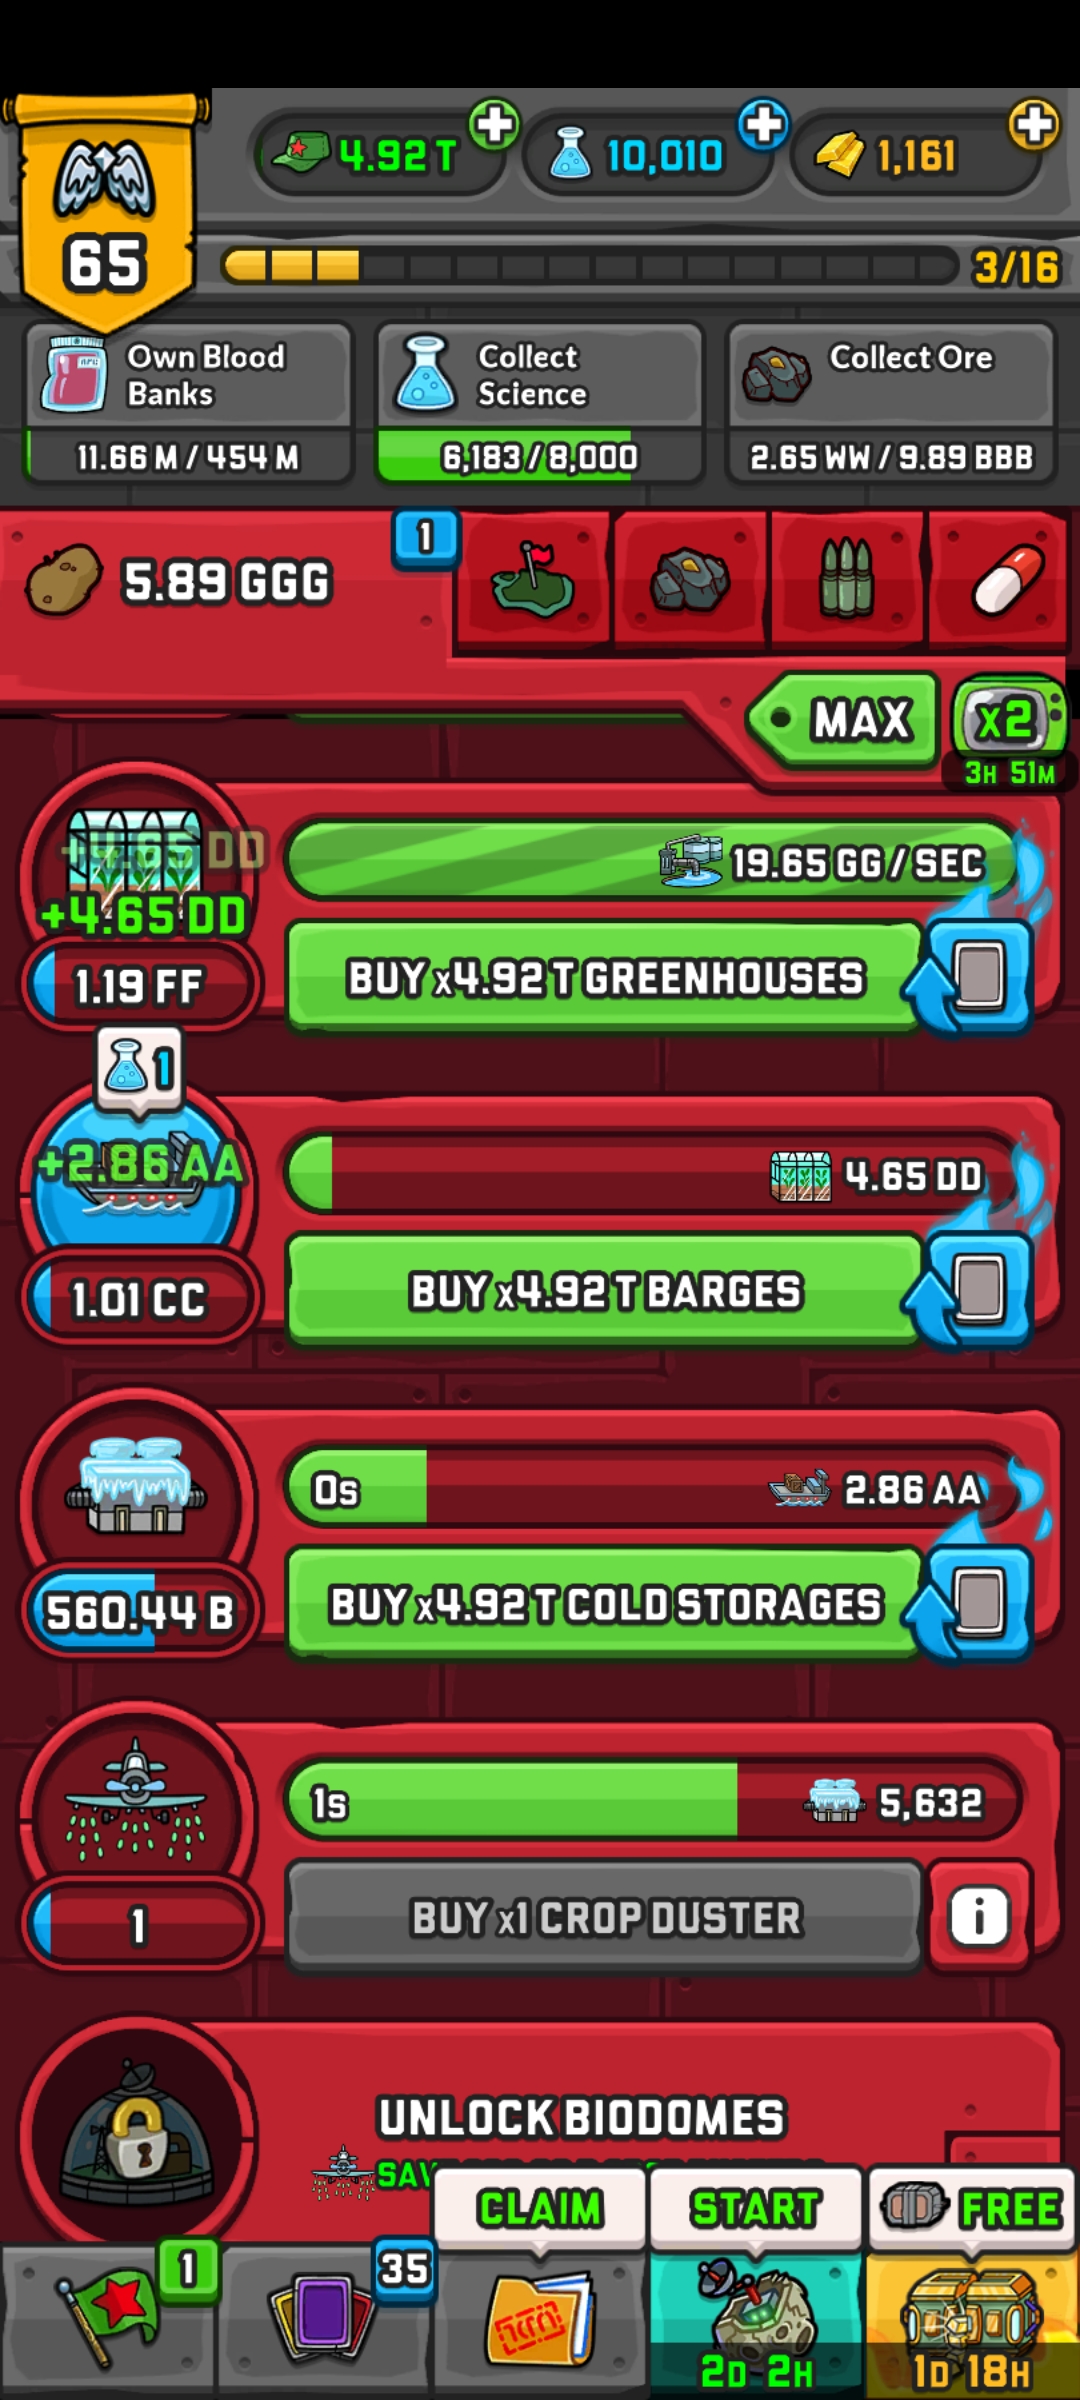 4.92 T
10,010
1,161
65
3/16
Own Blood
Banks
11.66 M / 454 M
Collect
Science
6,183 / 8,000
Collect Ore
2.65 WW / 9.89 BBB
5.89 GGG
1
MAX
x2
3H 51M
+4.65 DD
+4.65 DD
19.65 GG / SEC
1.19 FF
BUY x4.92 T GREENHOUSES
1
+2.86 AA
4.65 DD
1.01 CC
BUY x4.92 T BARGES
0s
2.86 AA
560.44 B
BUY x4.92 T COLD STORAGES
1s
5,632
1
BUY x1 CROP DUSTER
i
UNLOCK BIODOMES
CLAIM
START
FREE
1
35
2D 2H
1D 18H